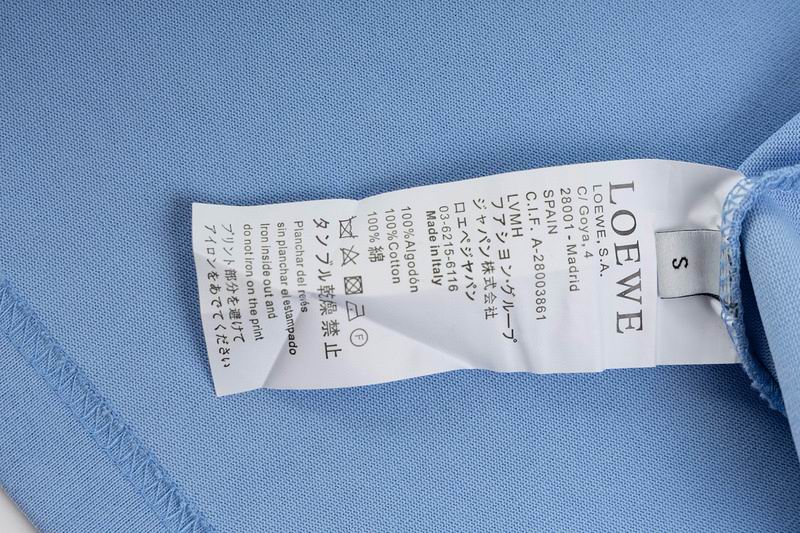 S
LOEWE
LOEWE, S.A.
C/ Goya, 4
28001 - Madrid
SPAIN
C.I.F. A-28003861
LVMH
ファションゲループ
ジャパン株式会社
ロエベジャパン
03-6215-6116
Made in Italy
100%Algodón
100%Cotton
100% 綿
F
タンブル乾燥 禁止
Planchar del revés
sin planchar el estampado
Iron inside out and
do not iron on the print
プリント部分を避けて
アイロンをあでてください